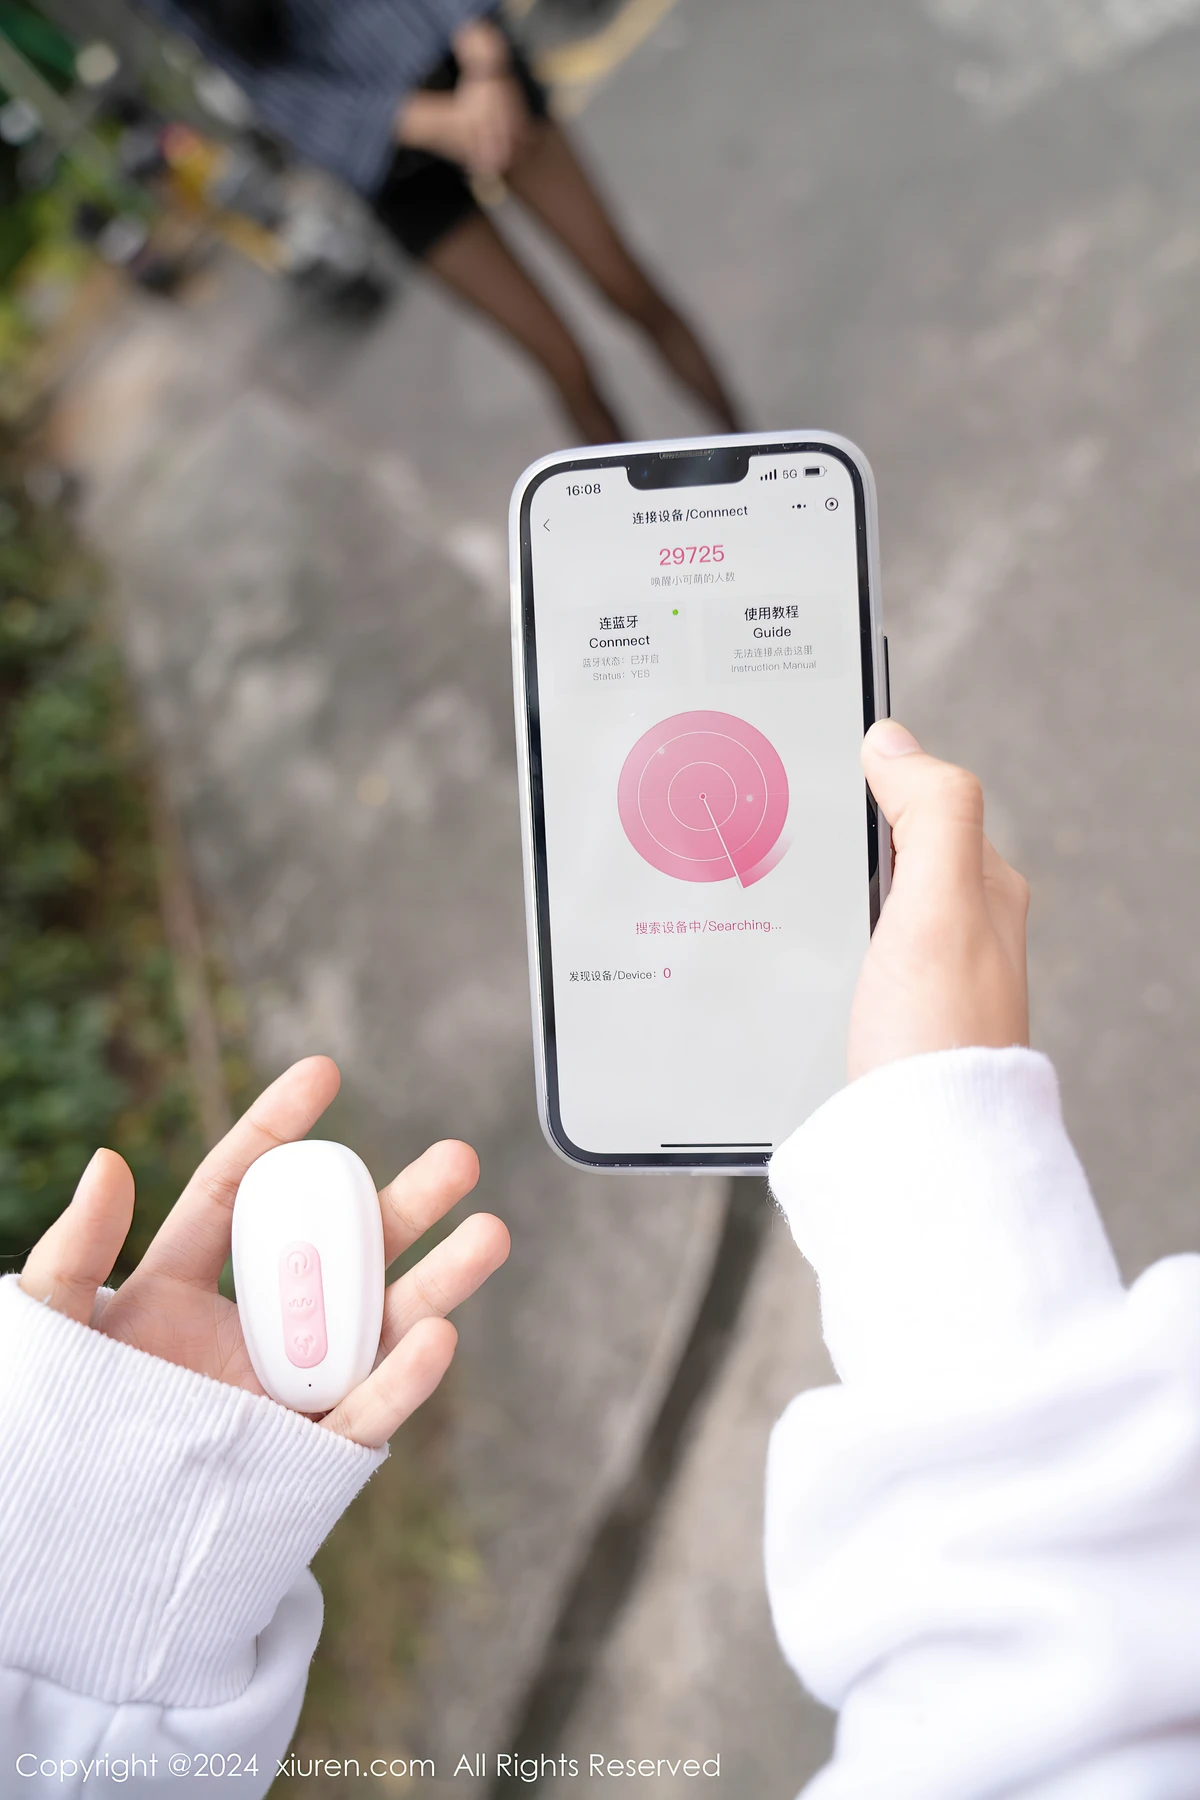 16:08
5G
连接设备/Connnect
29725
唤醒小可萌的人数
连蓝牙
Connnect
蓝牙状态：已开启
Status：YES
使用教程
Guide
无法连接点击这里
Instruction Manual
搜索设备中/Searching...
发现设备/Device：0
Copyright @2024 xiuren.com All Rights Reserved